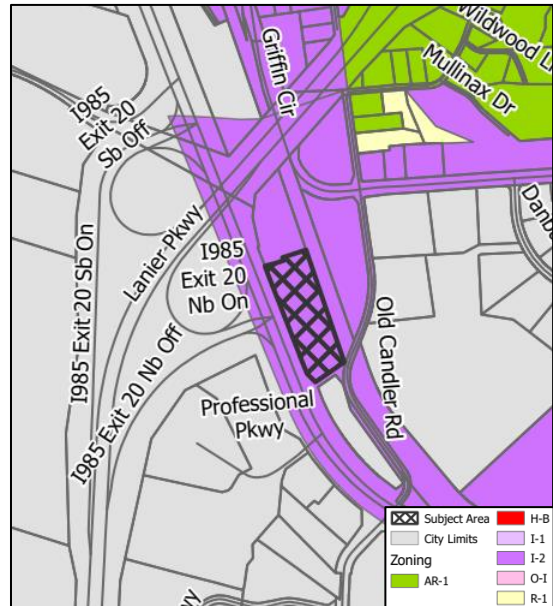 Griffin Cir
Wildwood L
Mullinax Dr
I985
Exit 20
Sb Off
Lanier Pkwy
I985
Exit 20
Nb On
I985 Exit 20 Sb On
I985 Exit 20 Nb Off
Old Candler Rd
Professional
Pkwy
Subject Area
City Limits
Zoning
AR-1
H-B
I-1
I-2
O-I
R-1